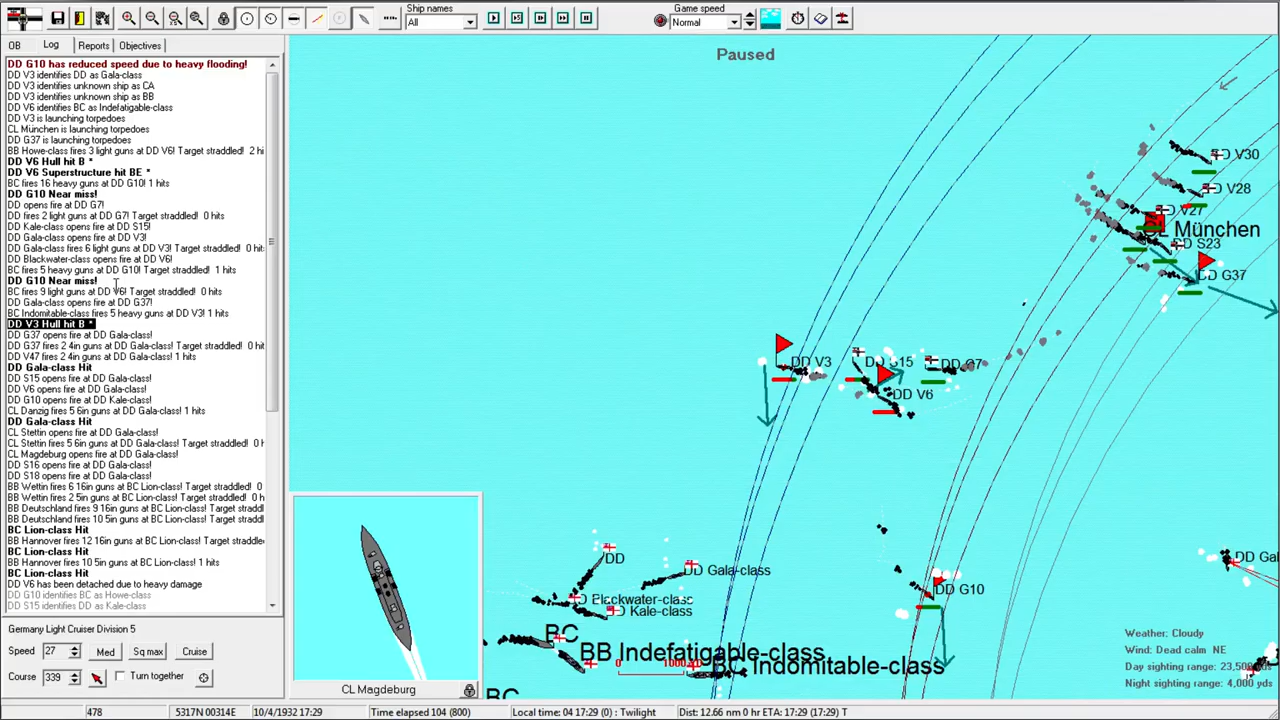 Ship names
All
Game speed
Normal
OB
Log
Reports
Objectives
DD G10 has reduced speed due to heavy flooding!
DD V3 identifies DD as Gala-class
DD V3 identifies unknown ship as CA
DD V3 identifies unknown ship as BB
DD V6 identifies BC as Indefatigable-class
DD V3 is launching torpedoes
CL München is launching torpedoes
DD G37 is launching torpedoes
BB Howe-class fires 3 light guns at DD V6! Target straddled! 2 hi
DD V6 Hull hit B *
DD V6 Superstructure hit BE *
BC fires 16 heavy guns at DD G10! 1 hits
DD G10 Near miss!
DD opens fire at DD G7!
DD fires 2 light guns at DD G7! Target straddled! 0 hits
DD Kale-class opens fire at DD S15!
DD Gala-class opens fire at DD V3!
DD Gala-class fires 6 light guns at DD V3! Target straddled! 0 hits
DD Blackwater-class opens fire at DD V6!
BC fires 5 heavy guns at DD G10! Target straddled! 1 hits
DD G10 Near miss!
BC fires 9 light guns at DD V6! Target straddled! 0 hits
DD Gala-class opens fire at DD G37!
BC Indomitable-class fires 5 heavy guns at DD V3! 1 hits
DD V3 Hull hit B *
DD G37 opens fire at DD Gala-class!
DD G37 fires 2 4in guns at DD Gala-class! Target straddled! 0 hits
DD V47 fires 2 4in guns at DD Gala-class! 1 hits
DD Gala-class Hit
DD S15 opens fire at DD Gala-class!
DD V6 opens fire at DD Gala-class!
DD G10 opens fire at DD Kale-class!
CL Danzig fires 5 6in guns at DD Gala-class! 1 hits
DD Gala-class Hit
CL Stettin opens fire at DD Gala-class!
CL Stettin fires 5 6in guns at DD Gala-class! Target straddled! 0 h
CL Magdeburg opens fire at DD Gala-class!
DD S16 opens fire at DD Gala-class!
DD S18 opens fire at DD Gala-class!
BB Wettin fires 6 16in guns at BC Lion-class! Target straddled! 0
BB Wettin fires 2 5in guns at BC Lion-class! Target straddled! 0 h
BB Deutschland fires 9 16in guns at BC Lion-class! Target straddled!
BB Deutschland fires 10 5in guns at BC Lion-class! Target straddled!
BC Lion-class Hit
BB Hannover fires 12 16in guns at BC Lion-class! Target straddled!
BC Lion-class Hit
BB Hannover fires 10 5in guns at BC Lion-class! 1 hits
BC Lion-class Hit
DD V6 has been detached due to heavy damage
DD G10 identifies BC as Howe-class
DD S15 identifies DD as Kale-class
Germany Light Cruiser Division 5
Speed 27 Med Sq max Cruise
Course 339 Turn together
CL Magdeburg
Paused
DD V30
DD V28
DD V27
CL München
DD S23
DD G37
DD V3
DD S15
DD G7
DD V6
DD
DD Gala-class
DD Blackwater-class
DD Kale-class
DD G10
DD Gal
BC
BB Indefatigable-class
BC Indomitable-class
BC
0
Weather: Cloudy
Wind: Dead calm NE
Day sighting range: 23,500 yds
Night sighting range: 4,000 yds
478
5317N 00314E
10/4/1932 17:29
Time elapsed 104 (800)
Local time: 04 17:29 (0) : Twilight
Dist: 12.66 nm 0 hr ETA: 17:29 (17:29) T